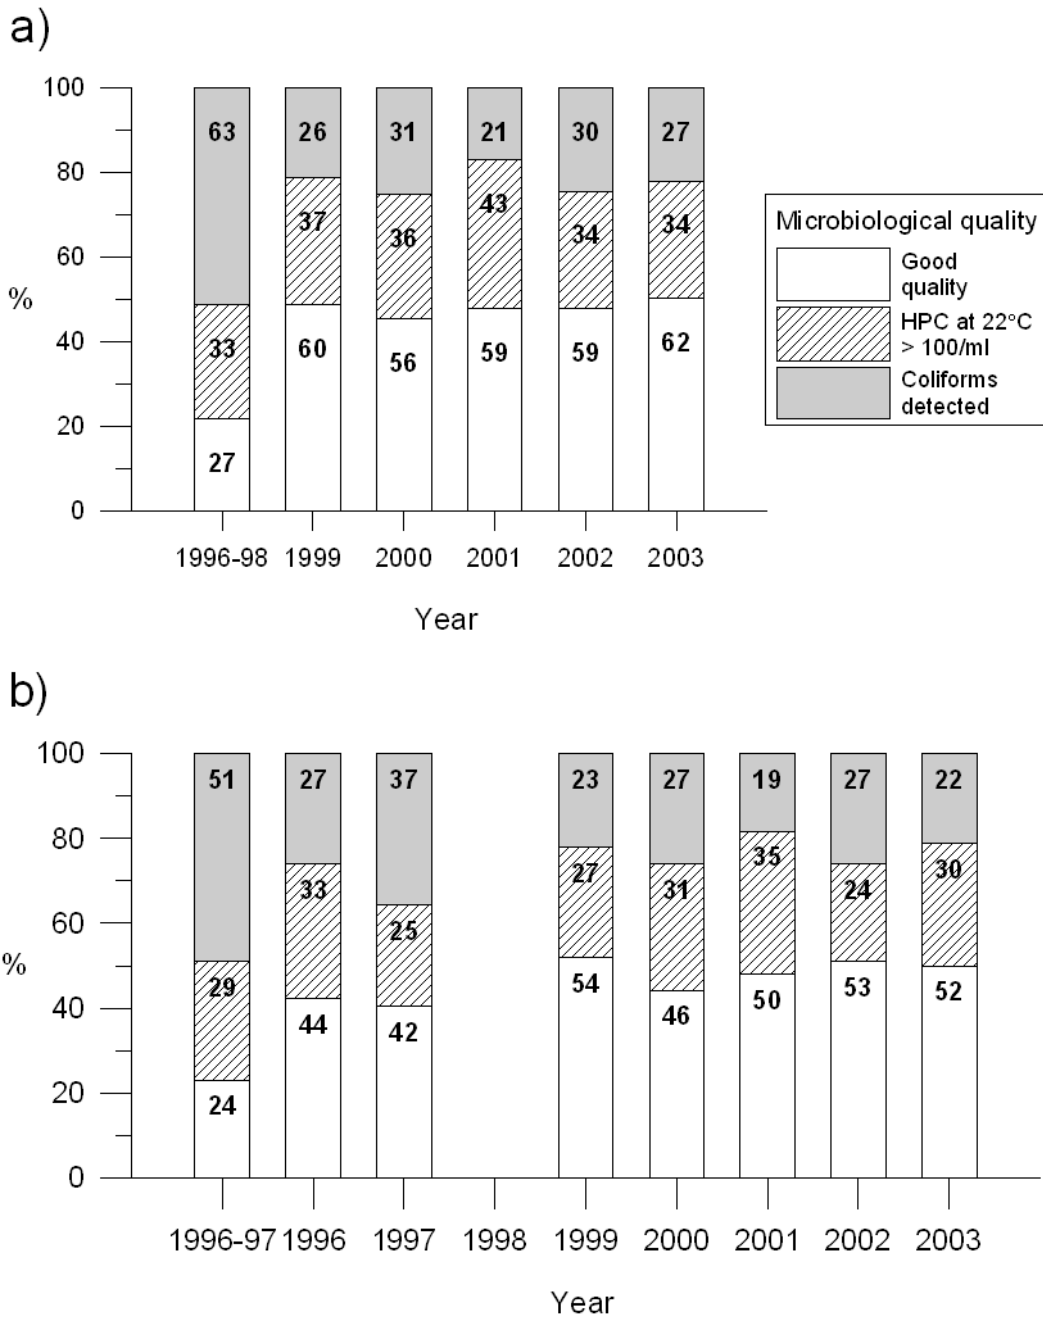 a)
100
80
60
40
20
0
%
63 26 31 21 30 27
37 36 43 34 34
33
60 56 59 59 62
27
1996-98 1999 2000 2001 2002 2003
Year
Microbiological quality
Good
quality
HPC at 22°C
> 100/ml
Coliforms
detected
b)
100
80
60
40
20
0
%
51 27 37 23 27 19 27 22
29 33 25 27 31 35 24 30
24 44 42 54 46 50 53 52
1996-97 1996 1997 1998 1999 2000 2001 2002 2003
Year